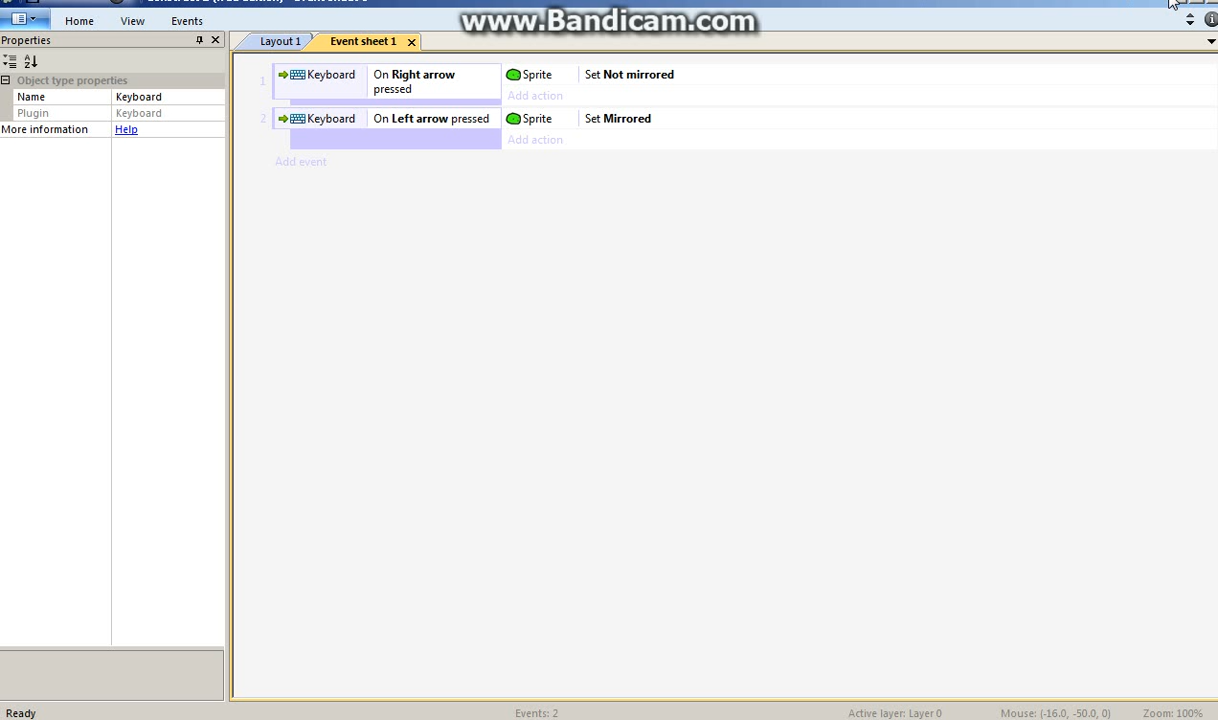 www.Bandicam.com
Home View Events
Properties
Layout 1 Event sheet 1
Object type properties
Name Keyboard
Plugin Keyboard
More information Help
1 Keyboard On Right arrow pressed Sprite Set Not mirrored
Add action
2 Keyboard On Left arrow pressed Sprite Set Mirrored
Add action
Add event
Ready Events: 2 Active layer: Layer 0 Mouse: (-16.0, -50.0, 0) Zoom: 100%